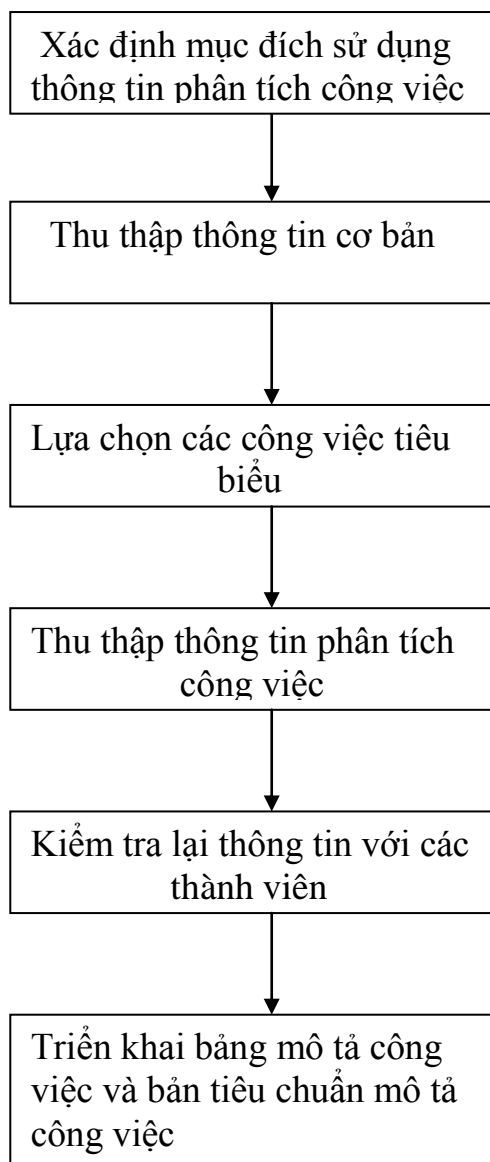 Xác định mục đích sử dụng
thông tin phân tích công việc
Thu thập thông tin cơ bản
Lựa chọn các công việc tiêu
biểu
Thu thập thông tin phân tích
công việc
Kiểm tra lại thông tin với các
thành viên
Triển khai bảng mô tả công
việc và bản tiêu chuẩn mô tả
công việc